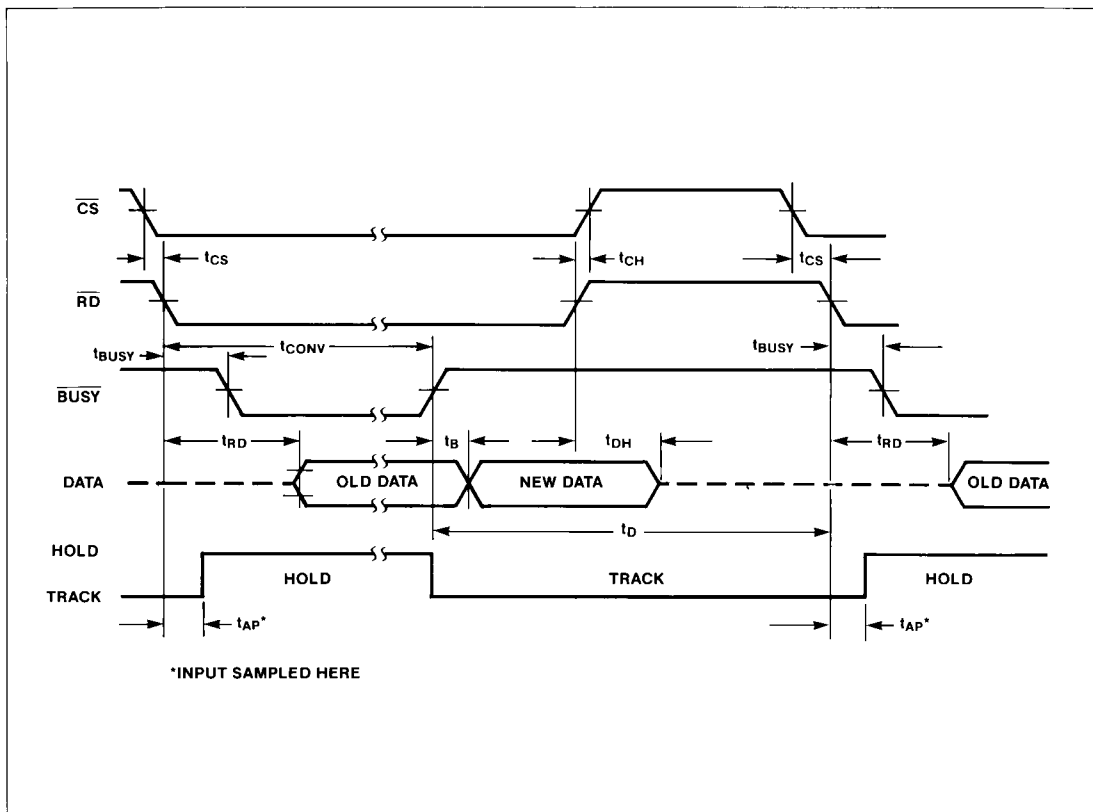 CS
tCS tCH tCS
RD
tBUSY tCONV tBUSY
BUSY
tRD tB tDH tRD
DATA OLD DATA NEW DATA OLD DATA
tD
HOLD
HOLD TRACK HOLD
TRACK
tAP* tAP*
*INPUT SAMPLED HERE